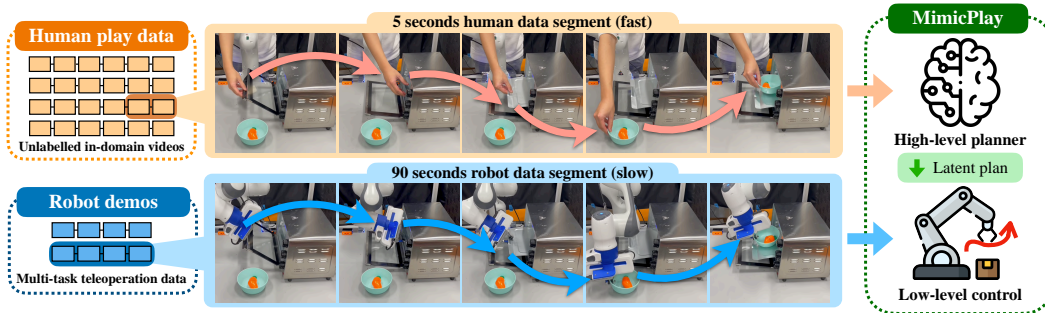 Human play data
Unlabelled in-domain videos
5 seconds human data segment (fast)
Robot demos
Multi-task teleoperation data
90 seconds robot data segment (slow)
MimicPlay
High-level planner
Latent plan
Low-level control